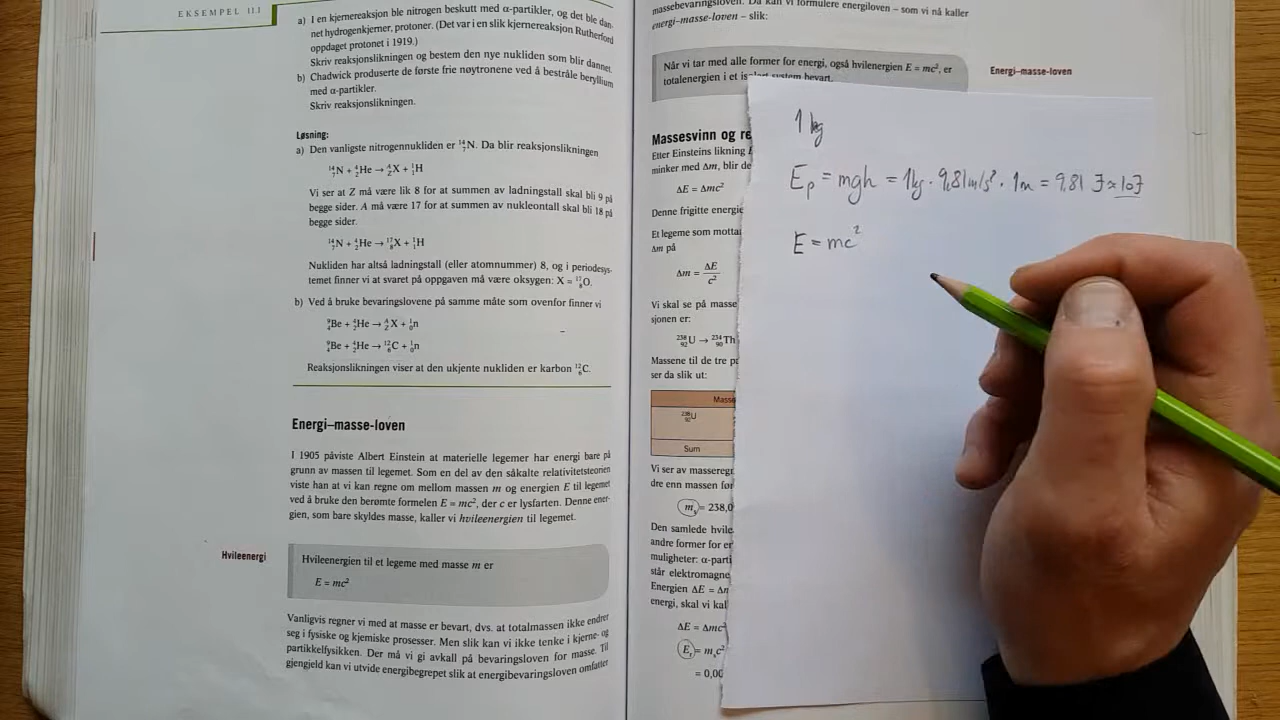 EKSEMPEL 11.1
a) I en kjernereaksjon ble nitrogen beskutt med α-partikler, og det ble dan-
net hydrogenkjerner, protoner. (Det var i en slik kjernereaksjon Rutherford
oppdaget protonet i 1919.)
Skriv reaksjonslikningen og bestem den nye nukliden som blir dannet.
b) Chadwick produserte de første frie nøytronene ved å bestråle beryllium
med α-partikler.
Skriv reaksjonslikningen.
Løsning:
a) Den vanligste nitrogennukliden er ¹⁴₇N. Da blir reaksjonslikningen
¹⁴₇N + ⁴₂He → ᴬ_Z X + ¹₁H
Vi ser at Z må være lik 8 for at summen av ladningstall skal bli 9 på
begge sider. A må være 17 for at summen av nukleontall skal bli 18 på
begge sider.
¹⁴₇N + ⁴₂He → ¹⁷₈X + ¹₁H
Nukliden har altså ladningstall (eller atomnummer) 8, og i periodesys-
temet finner vi at svaret på oppgaven må være oksygen: X = ¹⁷₈O.
b) Ved å bruke bevaringslovene på samme måte som ovenfor finner vi
⁹₄Be + ⁴₂He → ᴬ_Z X + ¹₀n
⁹₄Be + ⁴₂He → ¹²₆C + ¹₀n
Reaksjonslikningen viser at den ukjente nukliden er karbon ¹²₆C.
Energi–masse-loven
I 1905 påviste Albert Einstein at materielle legemer har energi bare på
grunn av massen til legemet. Som en del av den såkalte relativitetsteorien
viste han at vi kan regne om mellom massen m og energien E til legemet
ved å bruke den berømte formelen E = mc², der c er lysfarten. Denne ener-
gien, som bare skyldes masse, kaller vi hvileenergien til legemet.
Hvileenergi
Hvileenergien til et legeme med masse m er
E = mc²
Vanligvis regner vi med at masse er bevart, dvs. at totalmassen ikke endrer
seg i fysiske og kjemiske prosesser. Men slik kan vi ikke tenke i kjerne- og
partikkelfysikken. Der må vi gi avkall på bevaringsloven for masse. Til
gjengjeld kan vi utvide energibegrepet slik at energibevaringsloven omfatter
massebevaringsloven. Da kan vi formulere energiloven – som vi nå kaller
energi-masse-loven – slik:
Når vi tar med alle former for energi, også hvilenergien E = mc², er
totalenergien i et system bevart.
Energi–masse-loven
Massesvinn og
Etter Einsteins likning
minker med Δm, blir de
ΔE = Δmc²
Denne frigitte energie
Et legeme som mottar
Δm på
Δm = ΔE/c²
Vi skal se på masse
sjonen er:
²³⁸₉₂U → ²³⁴₉₀Th
Massene til de tre
ser da slik ut:
Masse
²³⁸₉₂U
Sum
Vi ser av masseregn
dre enn massen før
= 238,0
Den samlede hvile
andre former for
muligheter: α-parti
står elektromagne
Energien
energi, skal vi
ΔE = Δmc²
= 0,00
1 kg
Ep = mgh = 1kg · 9,81m/s² · 1m = 9,81 J ≈ 10J
E = mc²